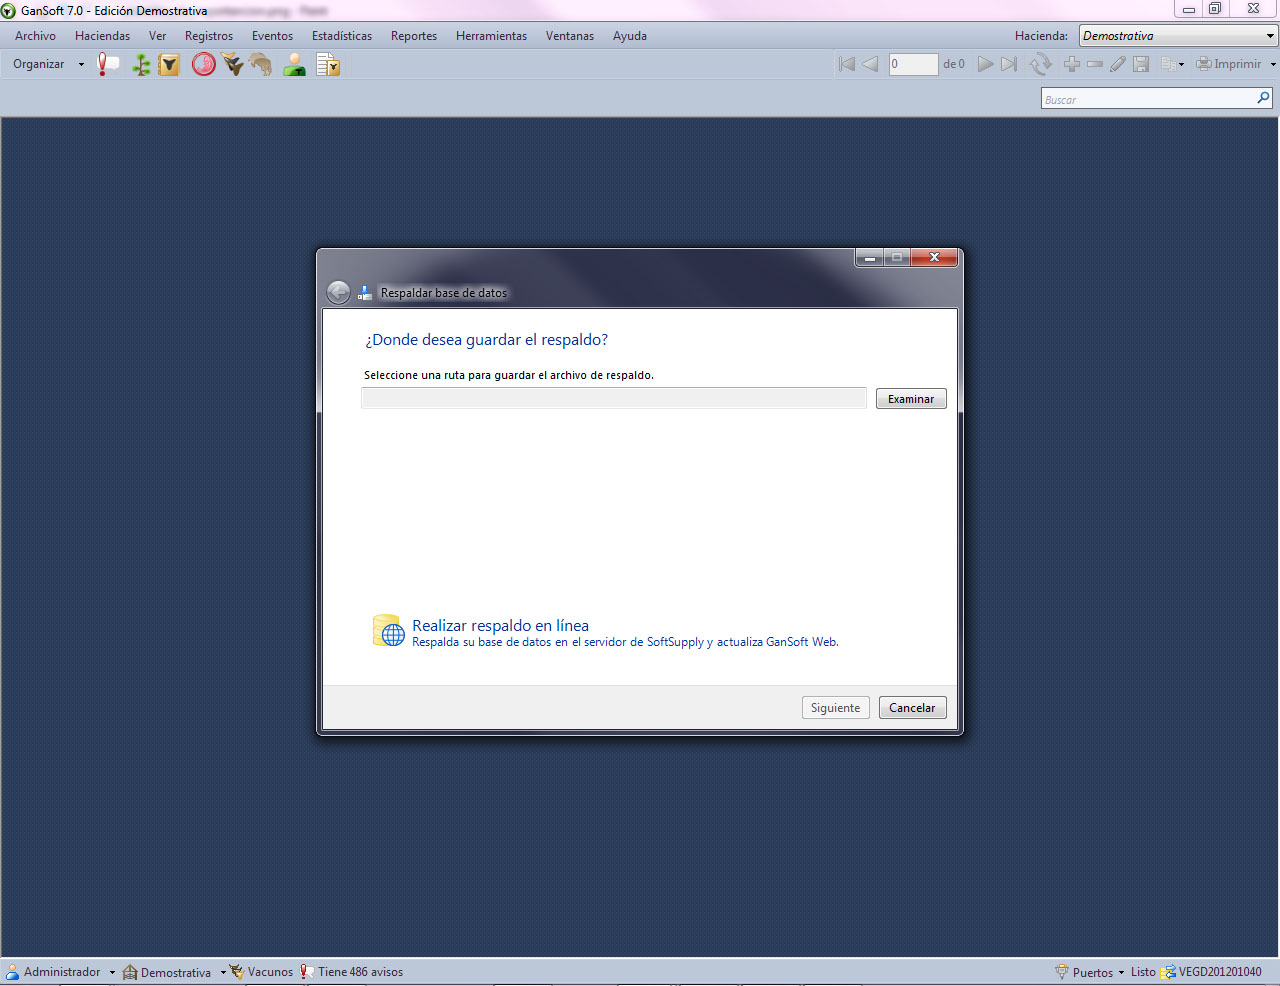 GanSoft 7.0 - Edición Demostrativa
Archivo Haciendas Ver Registros Eventos Estadísticas Reportes Herramientas Ventanas Ayuda Hacienda: Demostrativa
Organizar 0 de 0 Imprimir
Buscar
Respaldar base de datos
¿Donde desea guardar el respaldo?
Seleccione una ruta para guardar el archivo de respaldo.
Examinar
Realizar respaldo en línea
Respalda su base de datos en el servidor de SoftSupply y actualiza GanSoft Web.
Siguiente Cancelar
Administrador Demostrativa Vacunos Tiene 486 avisos Puertos Listo VEGD201201040